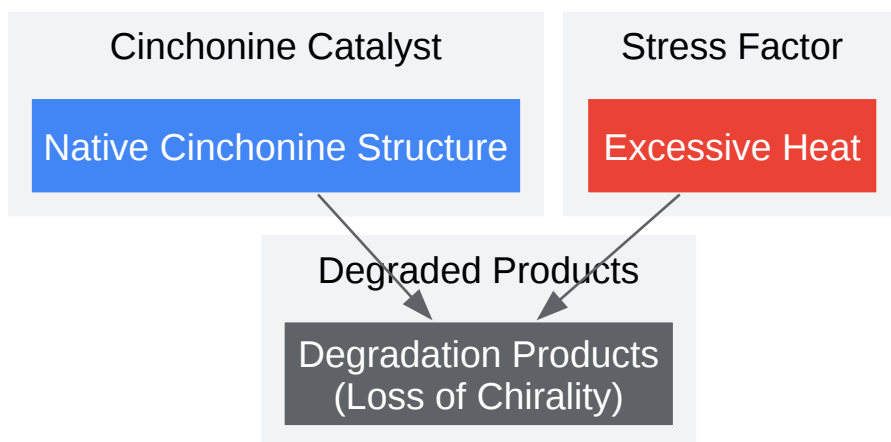 Cinchonine Catalyst
Stress Factor
Native Cinchonine Structure
Excessive Heat
Degraded Products
Degradation Products
(Loss of Chirality)